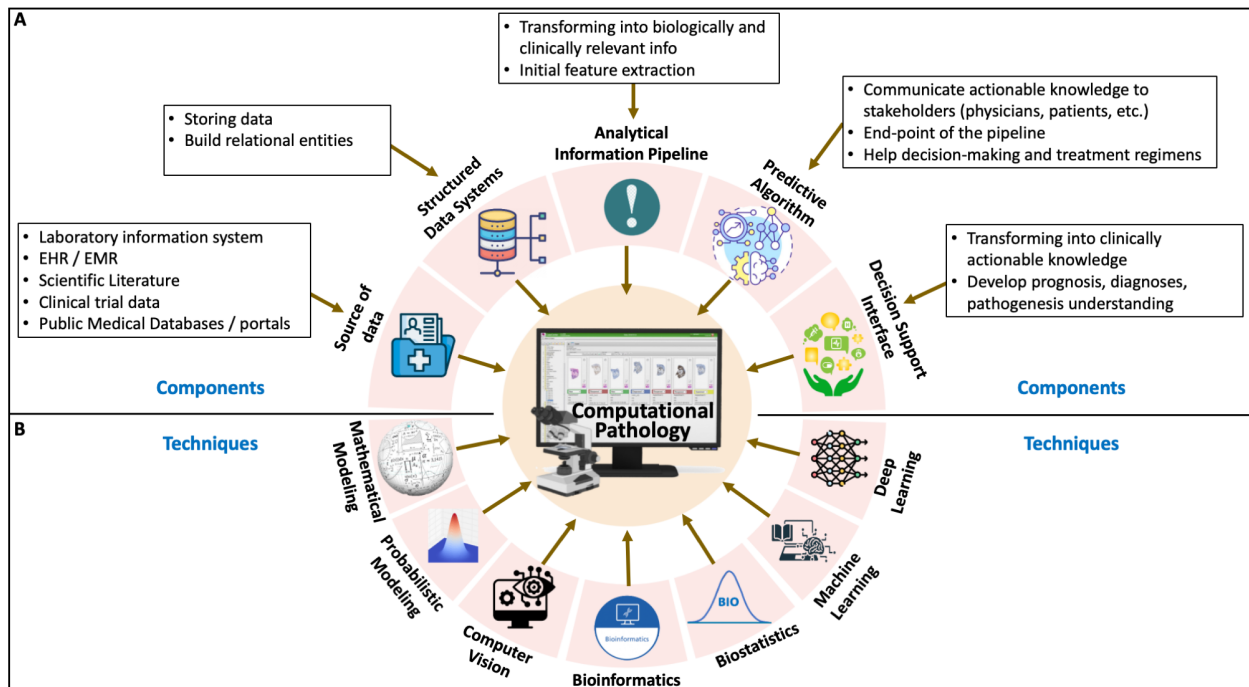 A
• Transforming into biologically and
clinically relevant info
• Initial feature extraction
• Storing data
• Build relational entities
• Communicate actionable knowledge to
stakeholders (physicians, patients, etc.)
• End-point of the pipeline
• Help decision-making and treatment regimens
• Laboratory information system
• EHR / EMR
• Scientific Literature
• Clinical trial data
• Public Medical Databases / portals
• Transforming into clinically
actionable knowledge
• Develop prognosis, diagnoses,
pathogenesis understanding
Source of
data
Structured
Data Systems
Analytical
Information Pipeline
Predictive
Algorithm
Decision Support
Interface
Components
Components
Computational
Pathology
B
Techniques
Techniques
Mathematical
Modeling
Probabilistic
Modeling
Computer
Vision
Bioinformatics
Bioinformatics
BIO
Biostatistics
Machine
Learning
Deep
Learning